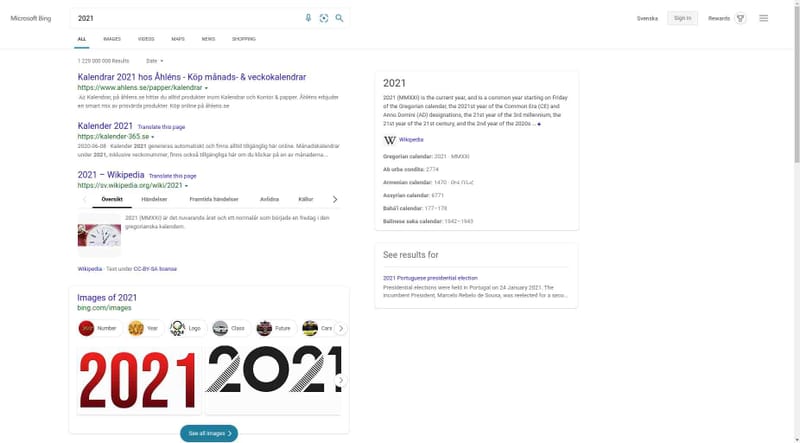 Microsoft Bing
2021
Svenska
Sign in
Rewards
ALL
IMAGES
VIDEOS
MAPS
NEWS
SHOPPING
1 220 000 000 Results
Date
Kalendrar 2021 hos Åhléns - Köp månads- & veckokalendrar
https://www.ahlens.se/papper/kalendrar
Ad Kalendrar, på åhlens.se hittar du alltid produkter inom Kalendrar och Kontor & papper. Åhléns erbjuder
en smart mix av prisvärda produkter. Köp online på åhlens.se
Kalender 2021 Translate this page
https://kalender-365.se
2020-06-08 · Kalender 2021 genereras automatiskt och finns alltid tillgänglig här online. Månadskalendrar
under 2021, inklusive veckonummer, finns också tillgängliga här om du klickar på en av månaderna...
2021 – Wikipedia Translate this page
https://sv.wikipedia.org/wiki/2021
Översikt
Händelser
Framtida händelser
Avlidna
Källor
2021 (MMXXI) är det nuvarande året och ett normalår som började en fredag i den
gregorianska kalendern.
Wikipedia · Text under CC-BY-SA license
Images of 2021
bing.com/images
Number
Year
Logo
Class
Future
Cars
2021
2021
See all images
2021
2021 (MMXXI) is the current year, and is a common year starting on Friday
of the Gregorian calendar, the 2021st year of the Common Era (CE) and
Anno Domini (AD) designations, the 21st year of the 3rd millennium, the
21st year of the 21st century, and the 2nd year of the 2020s ...
W Wikipedia
Gregorian calendar: 2021 · MMXXI
Ab urbe condita: 2774
Armenian calendar: 1470
Assyrian calendar: 6771
Bahá'í calendar: 177–178
Balinese saka calendar: 1942–1943
See results for
2021 Portuguese presidential election
Presidential elections were held in Portugal on 24 January 2021. The
incumbent President, Marcelo Rebelo de Sousa, was reelected for a seco...